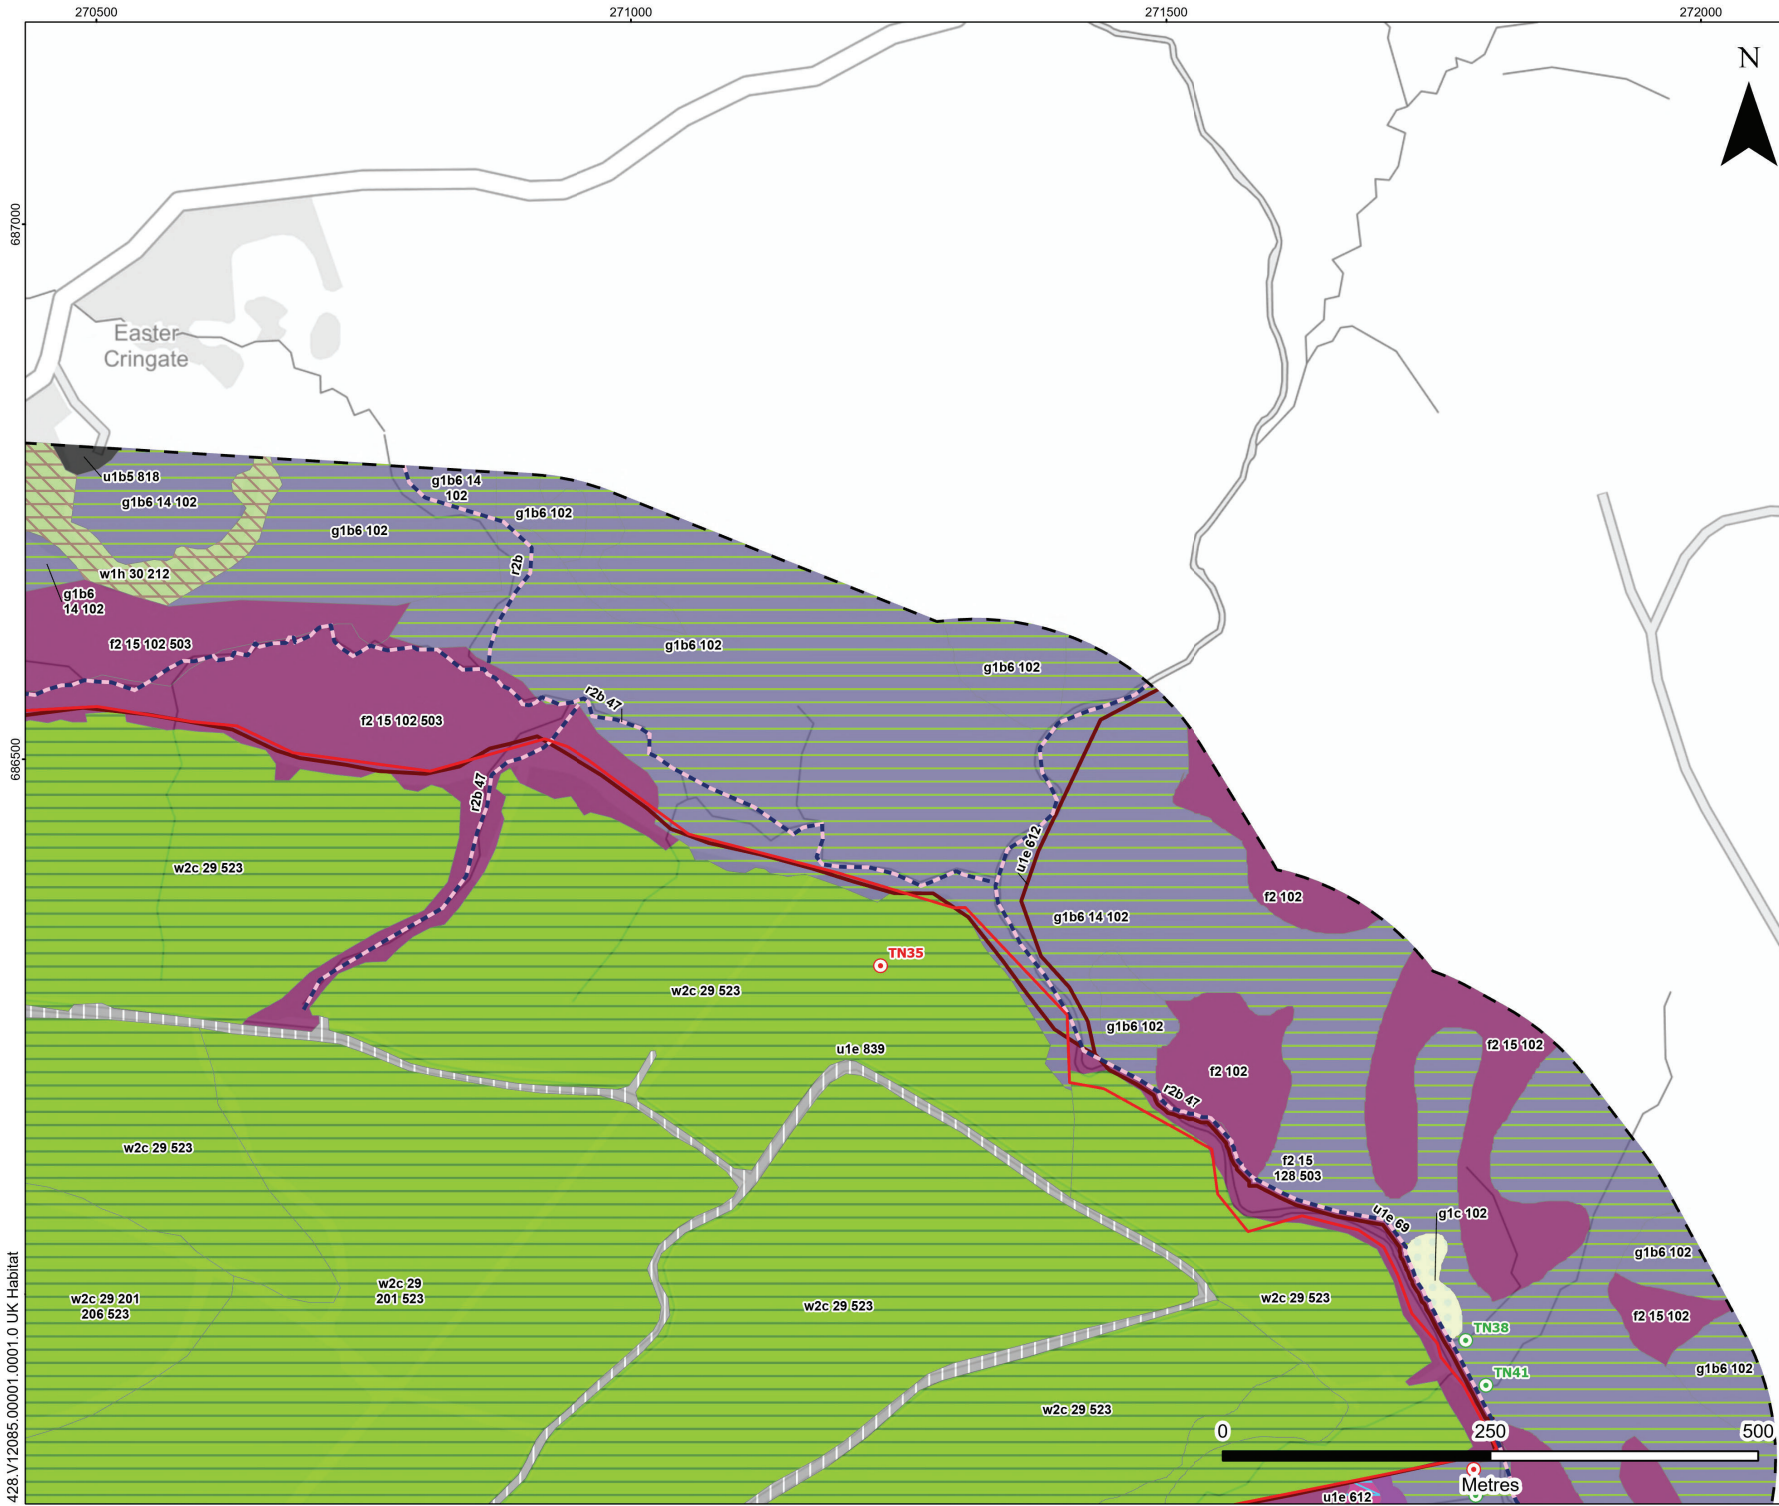 270500
271000
271500
272000
N
687000
Easter
Cringate
u1b5 818
g1b6 14
102
g1b6 14 102
g1b6 102
g1b6 102
r2b
w1h 30 212
g1b6
14 102
f2 15 102 503
g1b6 102
g1b6 102
r2b 47
f2 15 102 503
686500
r2b 47
u1e 612
w2c 29 523
f2 102
g1b6 14 102
TN35
w2c 29 523
g1b6 102
u1e 839
f2 15 102
f2 102
r2b 47
w2c 29 523
f2 15
128 503
u1e 69
g1c 102
g1b6 102
w2c 29 201
206 523
w2c 29
201 523
w2c 29 523
w2c 29 523
f2 15 102
TN38
g1b6 102
TN41
w2c 29 523
0
250
500
Metres
u1e 612
428.V12085.00001.0001.0 UK Habitat